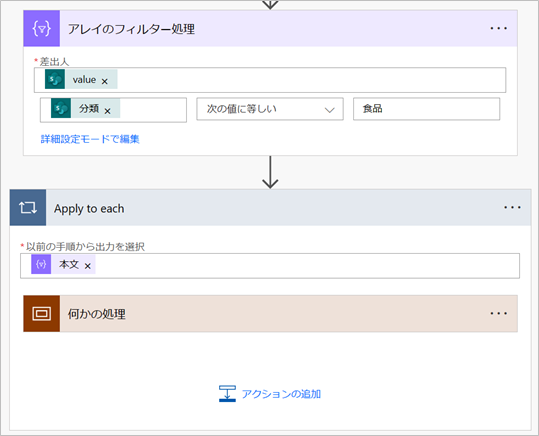 アレイのフィルター処理
*差出人
value ×
分類 × 次の値に等しい 食品
詳細設定モードで編集
Apply to each
*以前の手順から出力を選択
本文 ×
何かの処理
アクションの追加